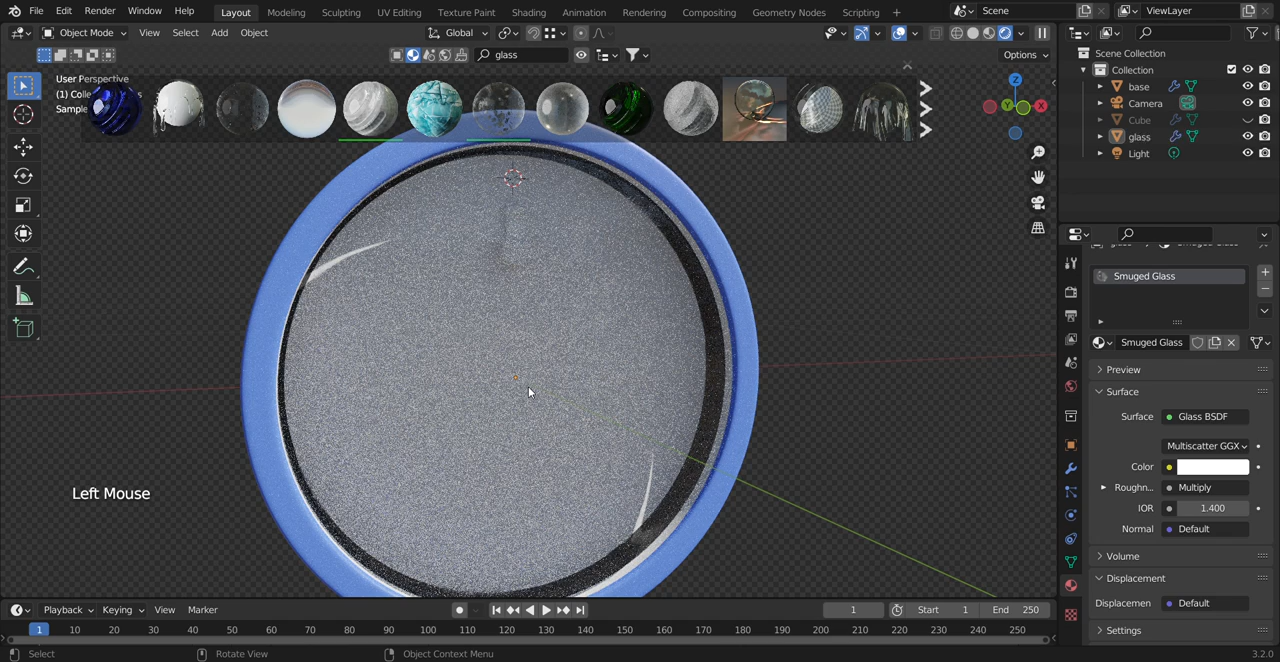 File Edit Render Window Help Layout Modeling Sculpting UV Editing Texture Paint Shading Animation Rendering Compositing Geometry Nodes Scripting + Scene ViewLayer
Object Mode View Select Add Object Global
glass Options
User Perspective
(1) Collec
Sampl
Scene Collection
Collection
base
Camera
Cube
glass
Light
Z
Y
X
Smuged Glass
Smuged Glass
Preview
Surface
Surface Glass BSDF
Multiscatter GGX
Color
Roughn... Multiply
IOR 1.400
Normal Default
Volume
Displacement
Displacemen Default
Settings
Left Mouse
Playback Keying View Marker 1 Start 1 End 250
1 10 20 30 40 50 60 70 80 90 100 110 120 130 140 150 160 170 180 190 200 210 220 230 240 250
Select Rotate View Object Context Menu 3.2.0